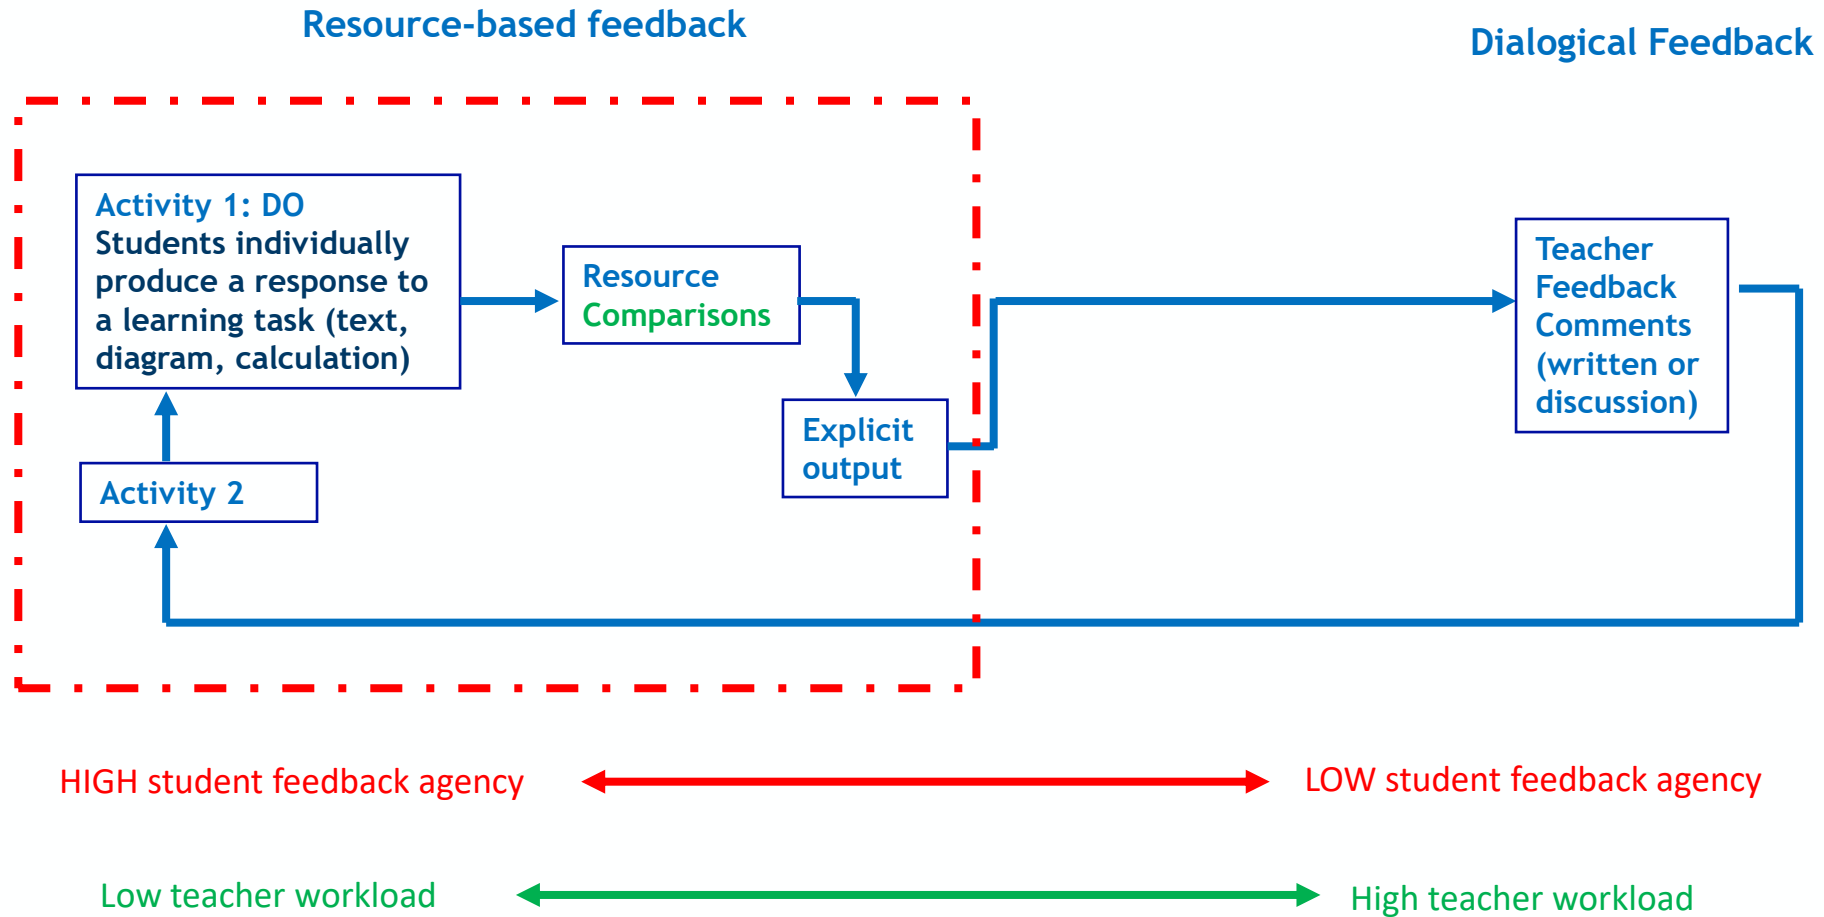 Resource-based feedback
Dialogical Feedback
Activity 1: DO
Students individually
produce a response to
a learning task (text,
diagram, calculation)
Resource
Comparisons
Explicit
output
Teacher
Feedback
Comments
(written or
discussion)
Activity 2
HIGH student feedback agency
LOW student feedback agency
Low teacher workload
High teacher workload